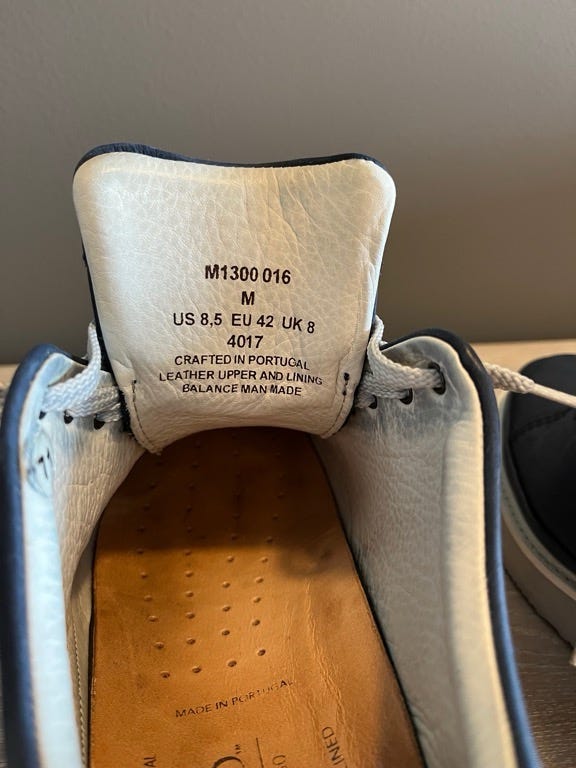 M1300 016
M
US 8,5 EU 42 UK 8
4017
CRAFTED IN PORTUGAL
LEATHER UPPER AND LINING
BALANCE MAN MADE
MADE IN PORTUGAL